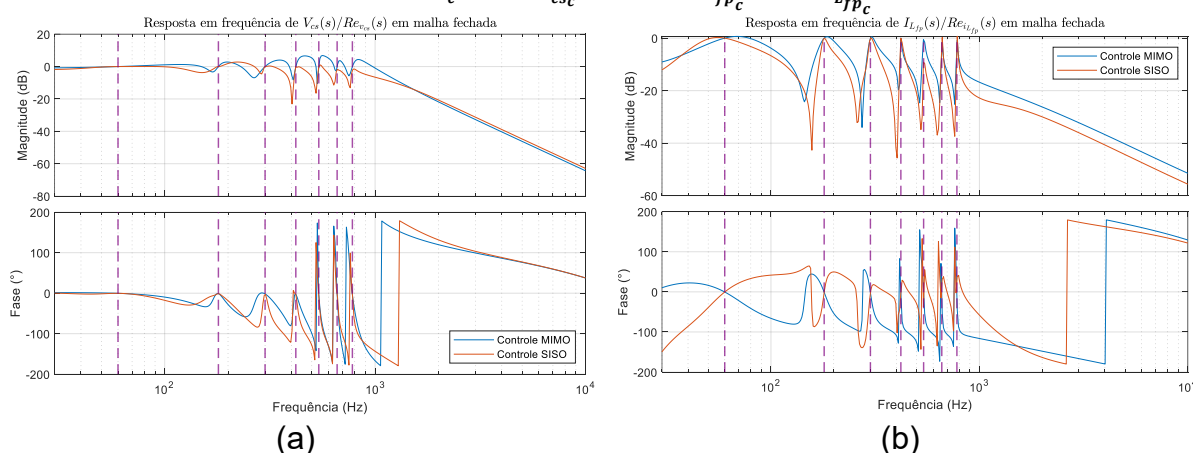 Resposta em frequência de V_cs(s)/Re_vcs(s) em malha fechada
20
0
-20
-40
-60
-80
Magnitude (dB)
200
100
0
-100
-200
Fase (°)
Controle MIMO
Controle SISO
10^2
10^3
10^4
Frequência (Hz)
(a)
Resposta em frequência de I_Lfp(s)/Re_iLfp(s) em malha fechada
0
-20
-40
-60
Magnitude (dB)
Controle MIMO
Controle SISO
200
100
0
-100
-200
Fase (°)
10^2
10^3
10^4
Frequência (Hz)
(b)